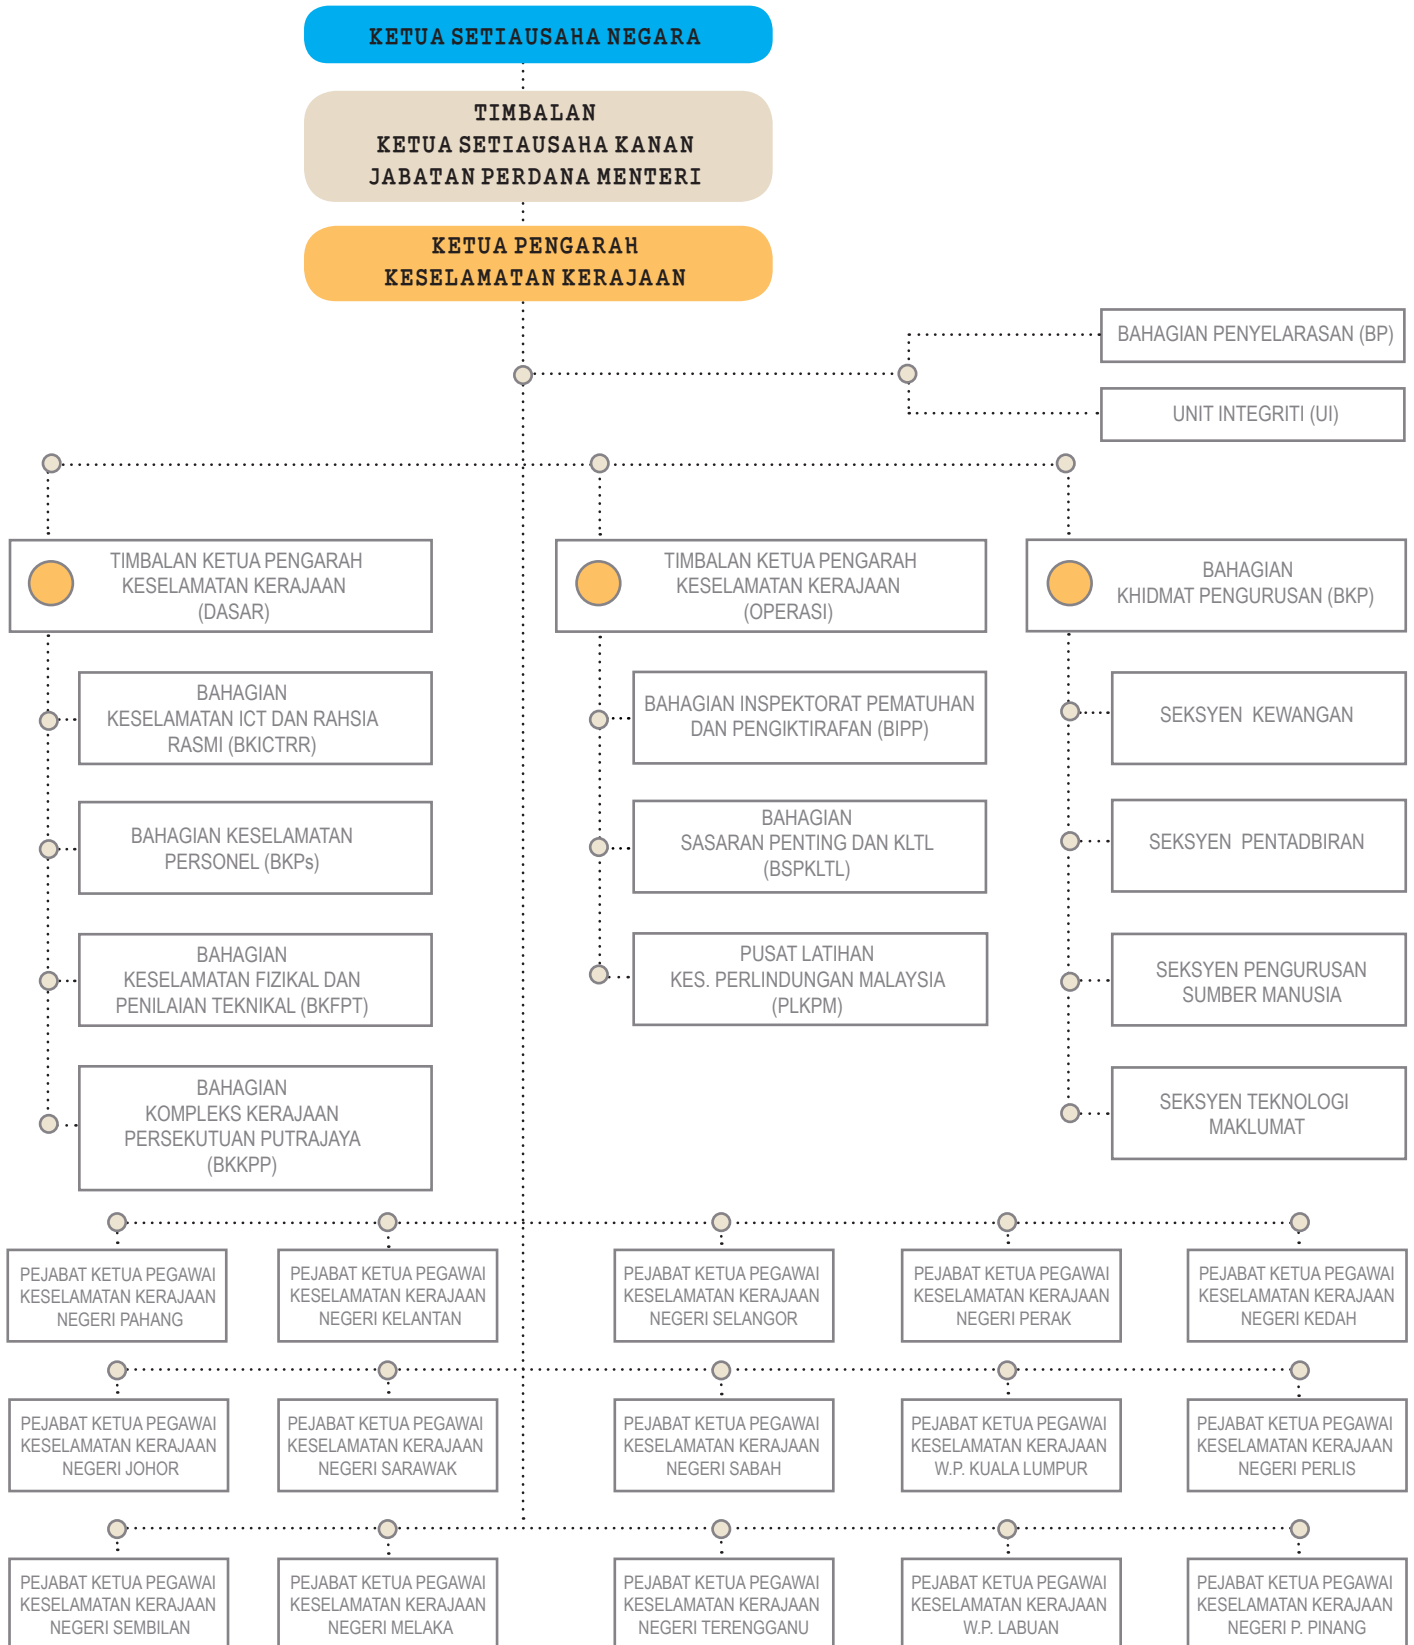 KETUA SETIAUSAHA NEGARA
TIMBALAN
KETUA SETIAUSAHA KANAN
JABATAN PERDANA MENTERI
KETUA PENGARAH
KESELAMATAN KERAJAAN
BAHAGIAN PENYELARASAN (BP)
UNIT INTEGRITI (UI)
TIMBALAN KETUA PENGARAH
KESELAMATAN KERAJAAN
(DASAR)
BAHAGIAN
KESELAMATAN ICT DAN RAHSIA
RASMI (BKICTRR)
BAHAGIAN KESELAMATAN
PERSONEL (BKPs)
BAHAGIAN
KESELAMATAN FIZIKAL DAN
PENILAIAN TEKNIKAL (BKFPT)
BAHAGIAN
KOMPLEKS KERAJAAN
PERSEKUTUAN PUTRAJAYA
(BKKPP)
TIMBALAN KETUA PENGARAH
KESELAMATAN KERAJAAN
(OPERASI)
BAHAGIAN INSPEKTORAT PEMATUHAN
DAN PENGIKTIRAFAN (BIPP)
BAHAGIAN
SASARAN PENTING DAN KLTL
(BSPKLTL)
PUSAT LATIHAN
KES. PERLINDUNGAN MALAYSIA
(PLKPM)
BAHAGIAN
KHIDMAT PENGURUSAN (BKP)
SEKSYEN KEWANGAN
SEKSYEN PENTADBIRAN
SEKSYEN PENGURUSAN
SUMBER MANUSIA
SEKSYEN TEKNOLOGI
MAKLUMAT
PEJABAT KETUA PEGAWAI
KESELAMATAN KERAJAAN
NEGERI PAHANG
PEJABAT KETUA PEGAWAI
KESELAMATAN KERAJAAN
NEGERI KELANTAN
PEJABAT KETUA PEGAWAI
KESELAMATAN KERAJAAN
NEGERI SELANGOR
PEJABAT KETUA PEGAWAI
KESELAMATAN KERAJAAN
NEGERI PERAK
PEJABAT KETUA PEGAWAI
KESELAMATAN KERAJAAN
NEGERI KEDAH
PEJABAT KETUA PEGAWAI
KESELAMATAN KERAJAAN
NEGERI JOHOR
PEJABAT KETUA PEGAWAI
KESELAMATAN KERAJAAN
NEGERI SARAWAK
PEJABAT KETUA PEGAWAI
KESELAMATAN KERAJAAN
NEGERI SABAH
PEJABAT KETUA PEGAWAI
KESELAMATAN KERAJAAN
W.P. KUALA LUMPUR
PEJABAT KETUA PEGAWAI
KESELAMATAN KERAJAAN
NEGERI PERLIS
PEJABAT KETUA PEGAWAI
KESELAMATAN KERAJAAN
NEGERI SEMBILAN
PEJABAT KETUA PEGAWAI
KESELAMATAN KERAJAAN
NEGERI MELAKA
PEJABAT KETUA PEGAWAI
KESELAMATAN KERAJAAN
NEGERI TERENGGANU
PEJABAT KETUA PEGAWAI
KESELAMATAN KERAJAAN
W.P. LABUAN
PEJABAT KETUA PEGAWAI
KESELAMATAN KERAJAAN
NEGERI P. PINANG